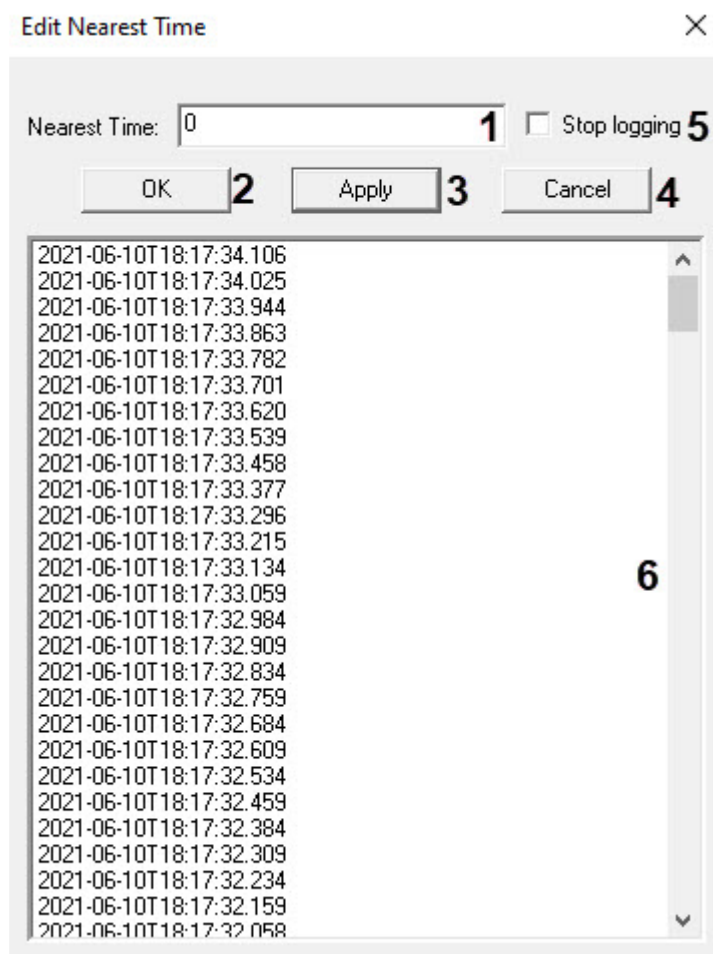 Edit Nearest Time
Nearest Time: 0 1 Stop logging 5
OK 2 Apply 3 Cancel 4
2021-06-10T18:17:34.106
2021-06-10T18:17:34.025
2021-06-10T18:17:33.944
2021-06-10T18:17:33.863
2021-06-10T18:17:33.782
2021-06-10T18:17:33.701
2021-06-10T18:17:33.620
2021-06-10T18:17:33.539
2021-06-10T18:17:33.458
2021-06-10T18:17:33.377
2021-06-10T18:17:33.296
2021-06-10T18:17:33.215
2021-06-10T18:17:33.134
6
2021-06-10T18:17:33.059
2021-06-10T18:17:32.984
2021-06-10T18:17:32.909
2021-06-10T18:17:32.834
2021-06-10T18:17:32.759
2021-06-10T18:17:32.684
2021-06-10T18:17:32.609
2021-06-10T18:17:32.534
2021-06-10T18:17:32.459
2021-06-10T18:17:32.384
2021-06-10T18:17:32.309
2021-06-10T18:17:32.234
2021-06-10T18:17:32.159
2021-06-10T18:17:32.058